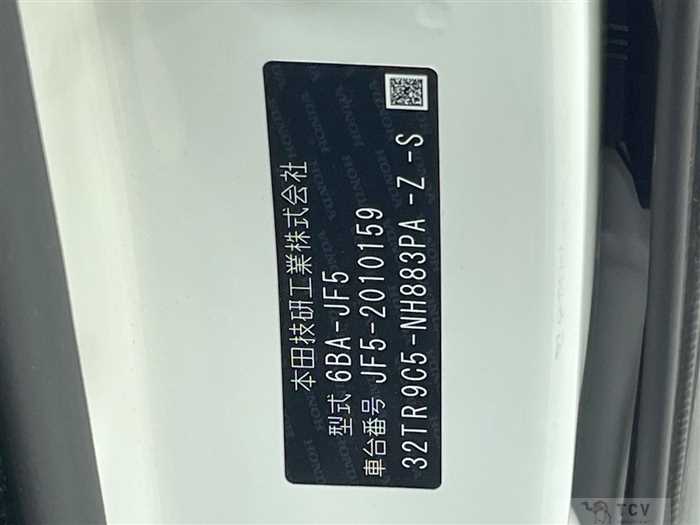 本田技研工業株式会社
型式 6BA-JF5
車台番号 JF5-2010159
32TR9C5-NH883PA -Z -S
TCV